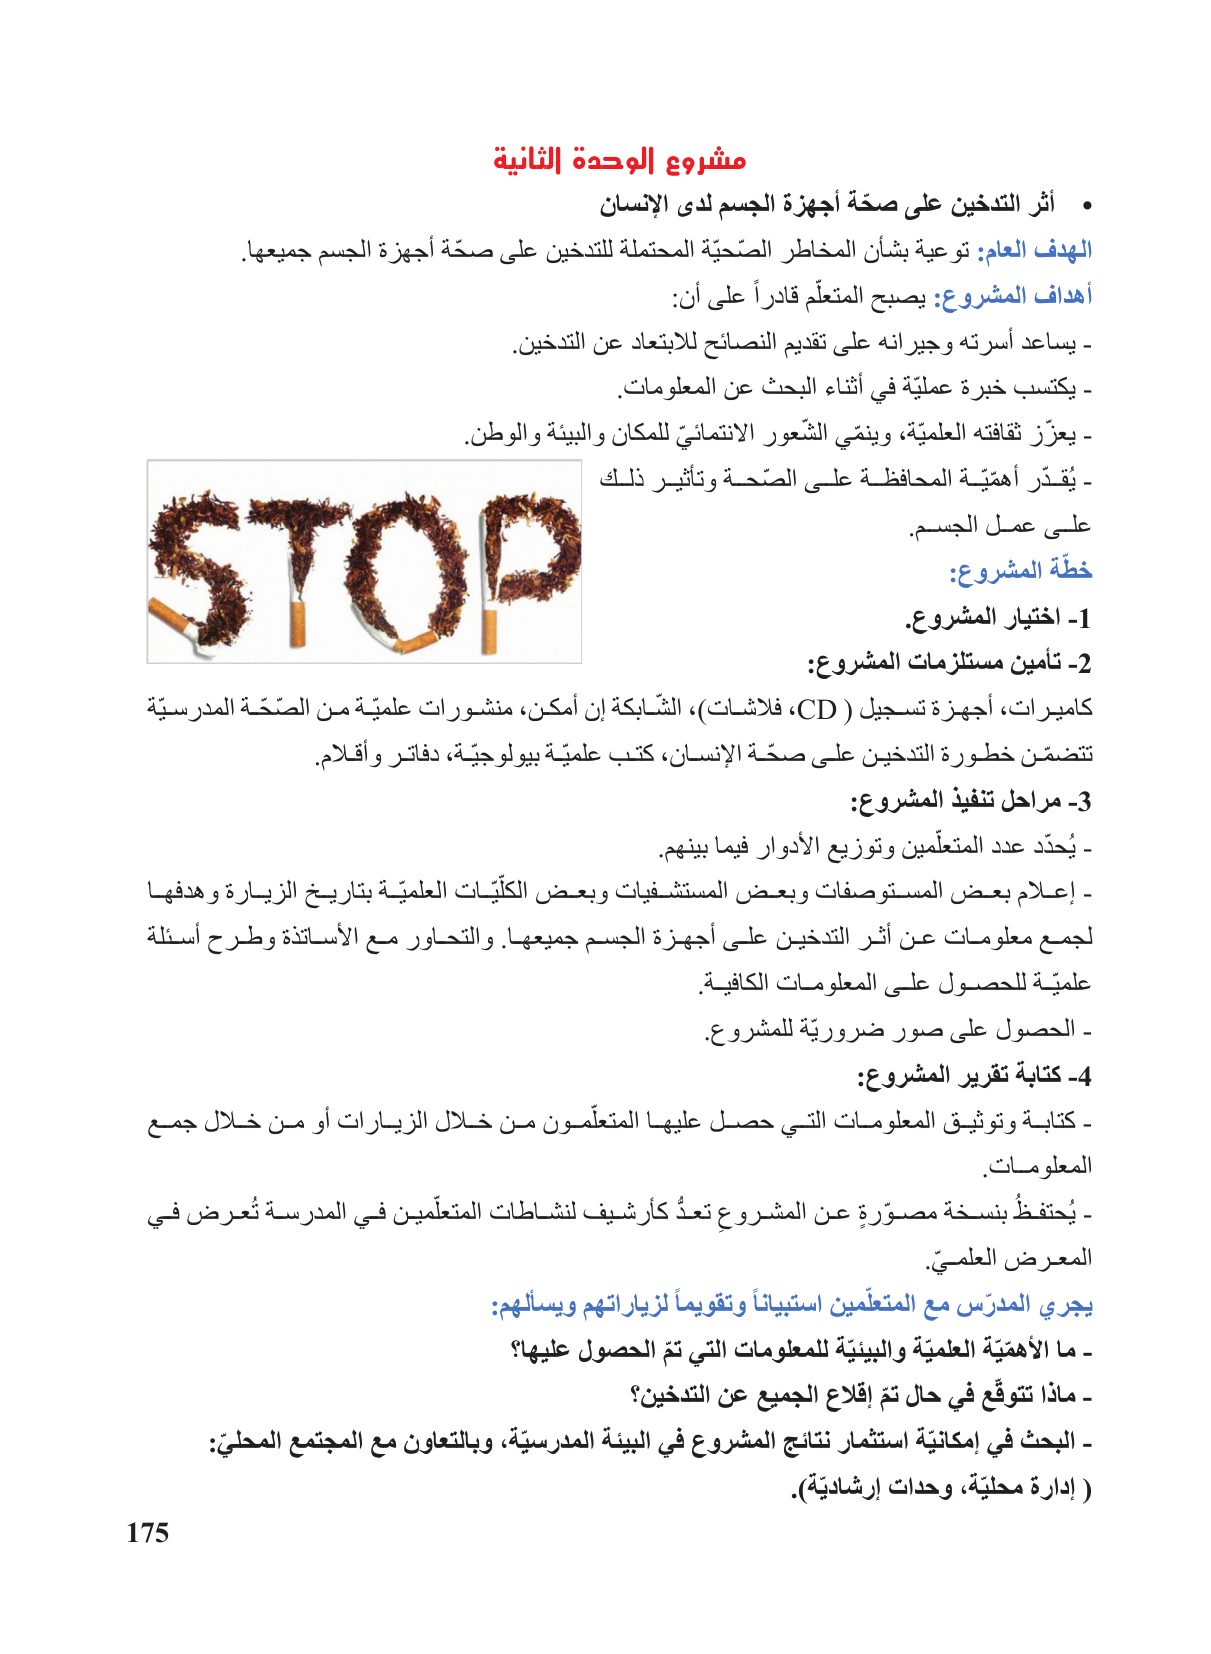 مشروع الوحدة الثانية
• أثر التدخين على صحّة أجهزة الجسم لدى الإنسان
الهدف العام: توعية بشأن المخاطر الصّحيّة المحتملة للتدخين على صحّة أجهزة الجسم جميعها.
أهداف المشروع: يصبح المتعلّم قادراً على أن:
- يساعد أسرته وجيرانه على تقديم النصائح للابتعاد عن التدخين.
- يكتسب خبرة عمليّة في أثناء البحث عن المعلومات.
- يعزّز ثقافته العلميّة، وينمّي الشّعور الانتمائيّ للمكان والبيئة والوطن.
- يُقدّر أهمّيّة المحافظة على الصّحة وتأثير ذلك
على عمل الجسم.
STOP
خطّة المشروع:
1- اختيار المشروع.
2- تأمين مستلزمات المشروع:
كاميرات، أجهزة تسجيل ( CD، فلاشات)، الشّابكة إن أمكن، منشورات علميّة من الصّحّة المدرسيّة
تتضمّن خطورة التدخين على صحّة الإنسان، كتب علميّة بيولوجيّة، دفاتر وأقلام.
3- مراحل تنفيذ المشروع:
- يُحدّد عدد المتعلّمين وتوزيع الأدوار فيما بينهم.
- إعلام بعض المستوصفات وبعض المستشفيات وبعض الكلّيّات العلميّة بتاريخ الزيارة وهدفها
لجمع معلومات عن أثر التدخين على أجهزة الجسم جميعها. والتحاور مع الأساتذة وطرح أسئلة
علميّة للحصول على المعلومات الكافية.
- الحصول على صور ضروريّة للمشروع.
4- كتابة تقرير المشروع:
- كتابة وتوثيق المعلومات التي حصل عليها المتعلّمون من خلال الزيارات أو من خلال جمع
المعلومات.
- يُحتفظُ بنسخة مصوّرةٍ عن المشروعِ تعدُّ كأرشيف لنشاطات المتعلّمين في المدرسة تُعرض في
المعرض العلميّ.
يجري المدرّس مع المتعلّمين استبياناً وتقويماً لزياراتهم ويسألهم:
- ما الأهمّيّة العلميّة والبيئيّة للمعلومات التي تمّ الحصول عليها؟
- ماذا تتوقّع في حال تمّ إقلاع الجميع عن التدخين؟
- البحث في إمكانيّة استثمار نتائج المشروع في البيئة المدرسيّة، وبالتعاون مع المجتمع المحليّ:
( إدارة محليّة، وحدات إرشاديّة).
175